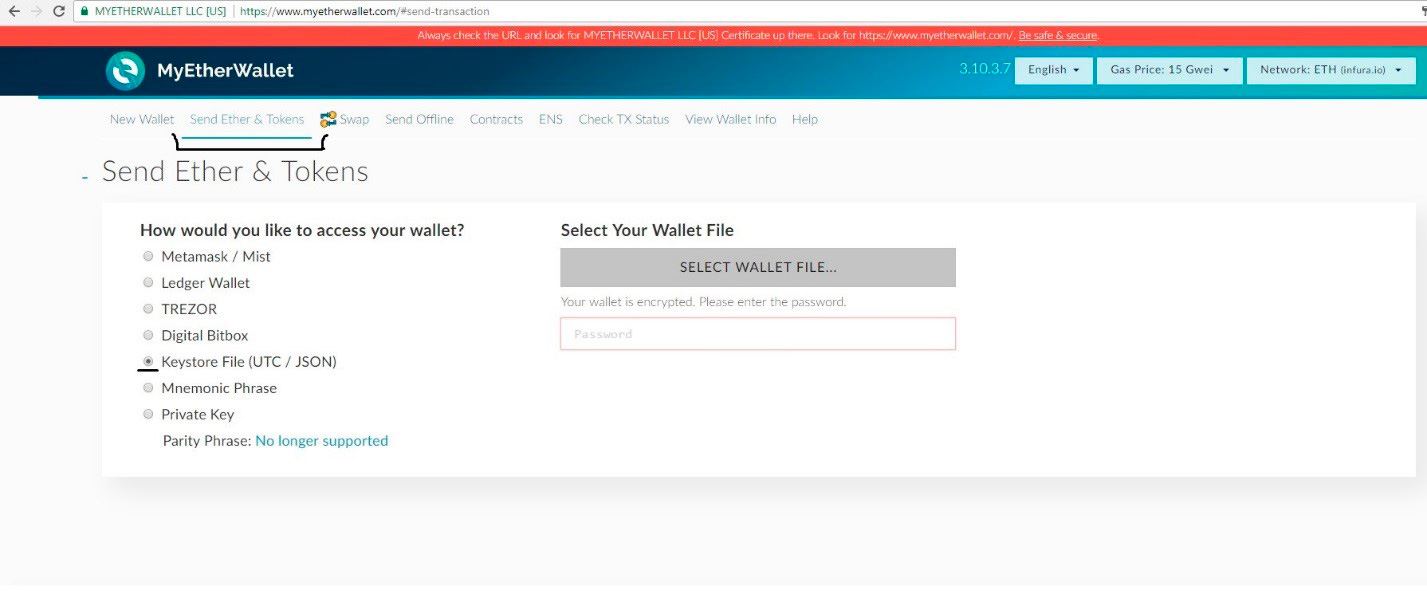 MYETHERWALLET LLC [US] https://www.myetherwallet.com/#send-transaction
Always check the URL and look for MYETHERWALLET LLC [US] Certificate up there. Look for https://www.myetherwallet.com/. Be safe & secure.
MyEtherWallet 3.10.3.7 English Gas Price: 15 Gwei Network: ETH (infura.io)
New Wallet Send Ether & Tokens Swap Send Offline Contracts ENS Check TX Status View Wallet Info Help
- Send Ether & Tokens
How would you like to access your wallet?
Metamask / Mist
Ledger Wallet
TREZOR
Digital Bitbox
Keystore File (UTC / JSON)
Mnemonic Phrase
Private Key
Parity Phrase: No longer supported
Select Your Wallet File
SELECT WALLET FILE...
Your wallet is encrypted. Please enter the password.
Password